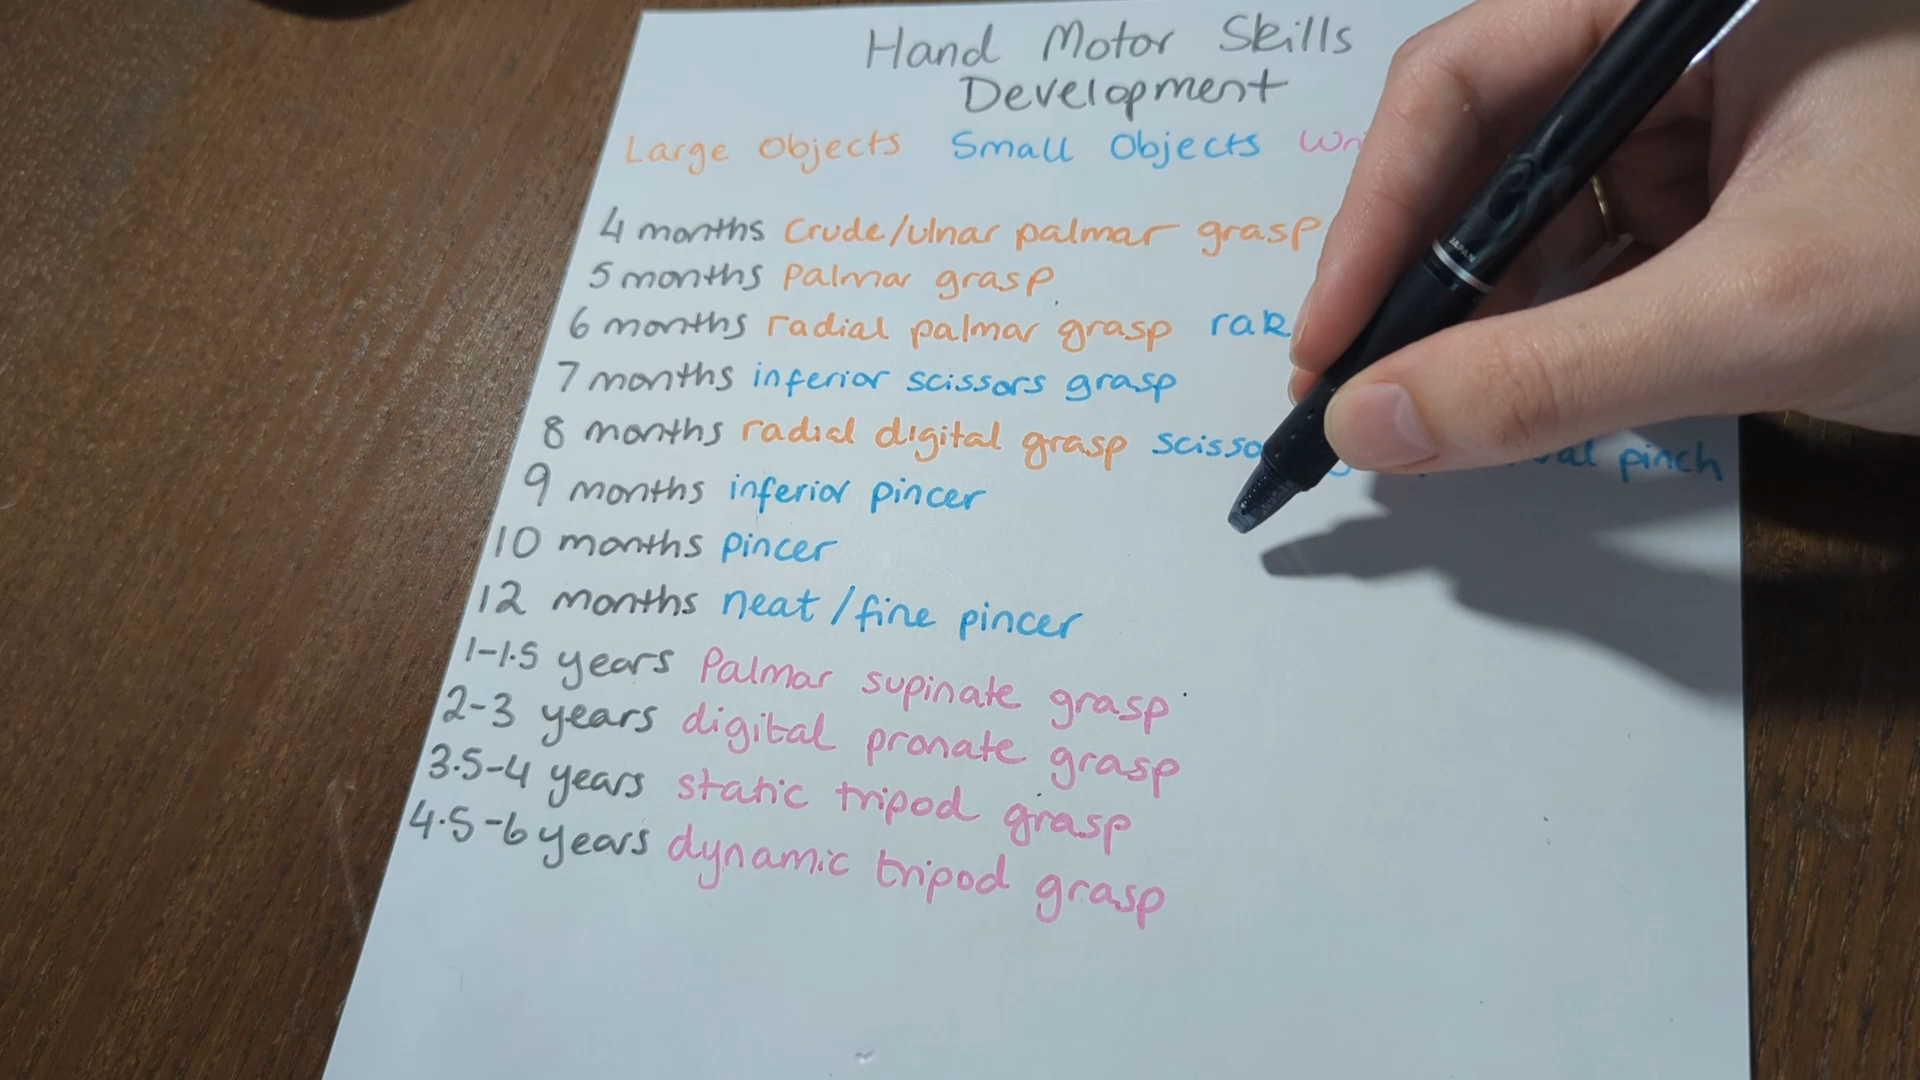 Hand Motor Skills
Development
Large Objects Small Objects
4 months Crude/ulnar palmar grasp
5 months Palmar grasp
6 months radial palmar grasp
7 months inferior scissors grasp
8 months radial digital grasp pinch
9 months inferior pincer
10 months pincer
12 months neat/fine pincer
1-1.5 years Palmar supinate grasp
2-3 years digital pronate grasp
3.5-4 years static tripod grasp
4.5-6 years dynamic tripod grasp
JAPAN